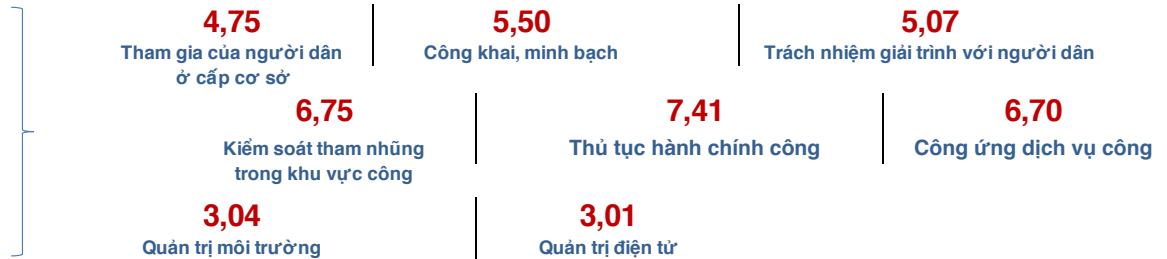 4,75
5,50
5,07
Tham gia của người dân
ở cấp cơ sở
Công khai, minh bạch
Trách nhiệm giải trình với người dân
6,75
7,41
6,70
Kiểm soát tham nhũng
trong khu vực công
Thủ tục hành chính công
Công ứng dịch vụ công
3,04
3,01
Quản trị môi trường
Quản trị điện tử